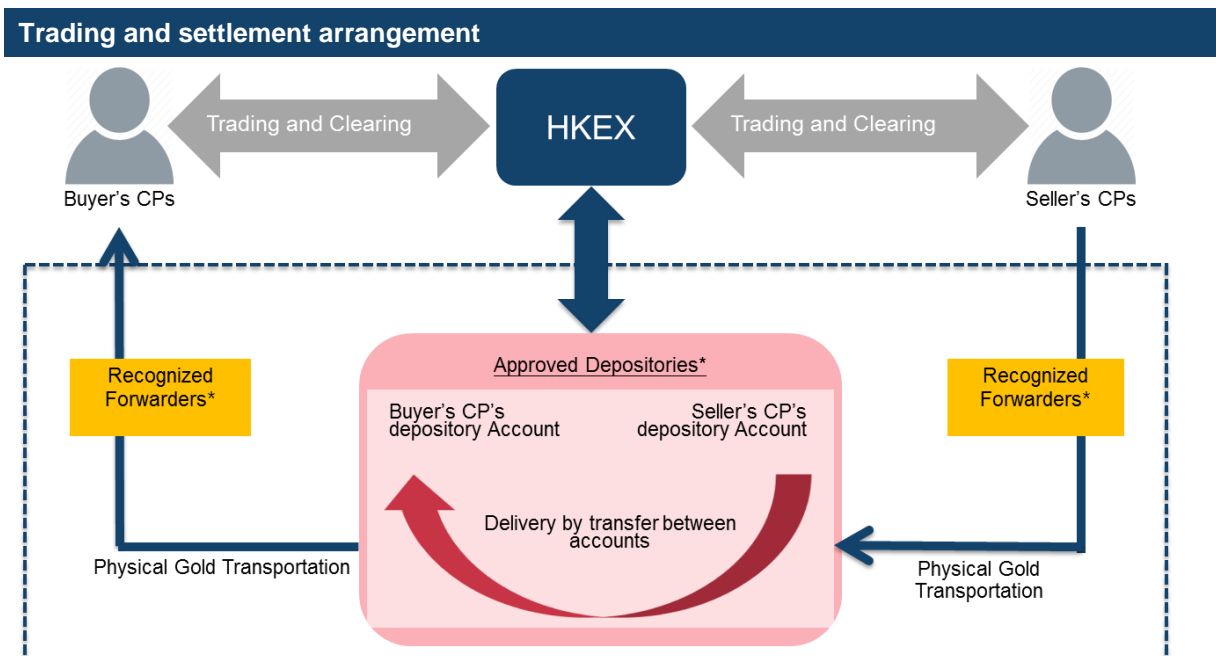 Trading and settlement arrangement
Trading and Clearing
HKEX
Trading and Clearing
Buyer's CPs
Seller's CPs
Recognized
Forwarders*
Approved Depositories*
Buyer's CP's
depository Account
Seller's CP's
depository Account
Recognized
Forwarders*
Delivery by transfer between
accounts
Physical Gold Transportation
Physical Gold
Transportation